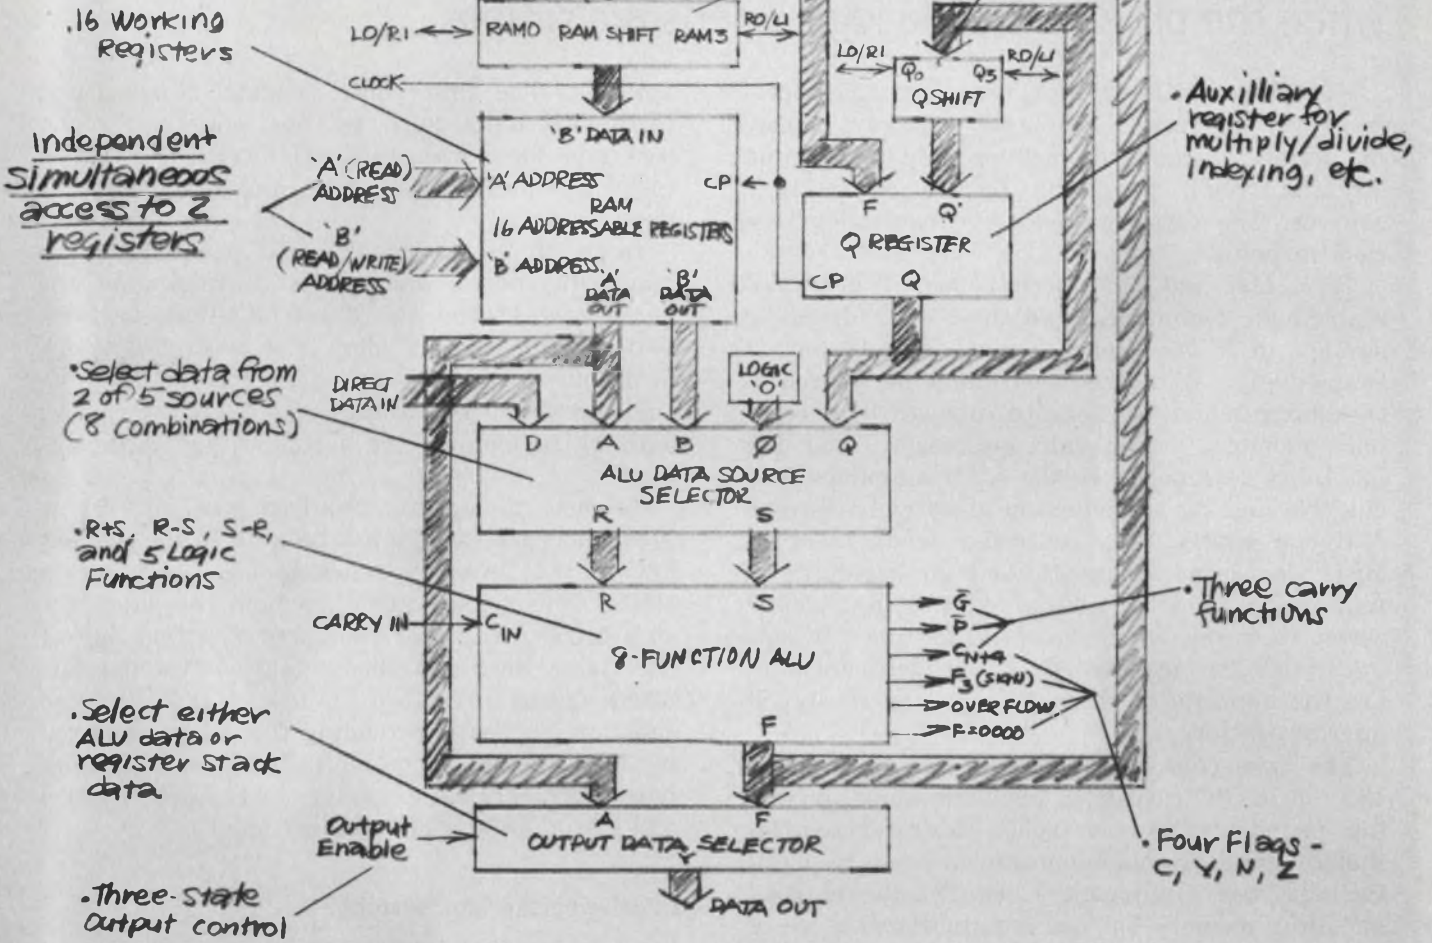 .16 Working
Registers
LO/RI
RAM0 RAM SHIFT RAM3
RO/LI
LO/RI
RO/LI
Q0 Q3
Q SHIFT
CLOCK
• Auxilliary
register for
multiply/divide,
indexing, etc.
Independent
simultaneous
access to 2
registers
'A' (READ)
ADDRESS
'B'
(READ/WRITE)
ADDRESS
'B' DATA IN
'A' ADDRESS
CP
RAM
16 ADDRESSABLE REGISTERS
'B' ADDRESS.
'A'
DATA
OUT
'B'
DATA
OUT
F Q'
Q REGISTER
CP Q
•Select data from
2 of 5 sources
(8 combinations)
DIRECT
DATA IN
LOGIC
'0'
D A B Ø Q
ALU DATA SOURCE
SELECTOR
R S
•R+S, R-S, S-R,
and 5 Logic
Functions
CARRY IN
R S
CIN
8-FUNCTION ALU
F
G̅
P̅
CN+4
F3 (SIGN)
OVERFLOW
F=0000
• Three carry
functions
.Select either
ALU data or
register stack
data
Output
Enable
A F
OUTPUT DATA SELECTOR
Y
DATA OUT
•Three-State
Output control
• Four Flags -
C, V, N, Z